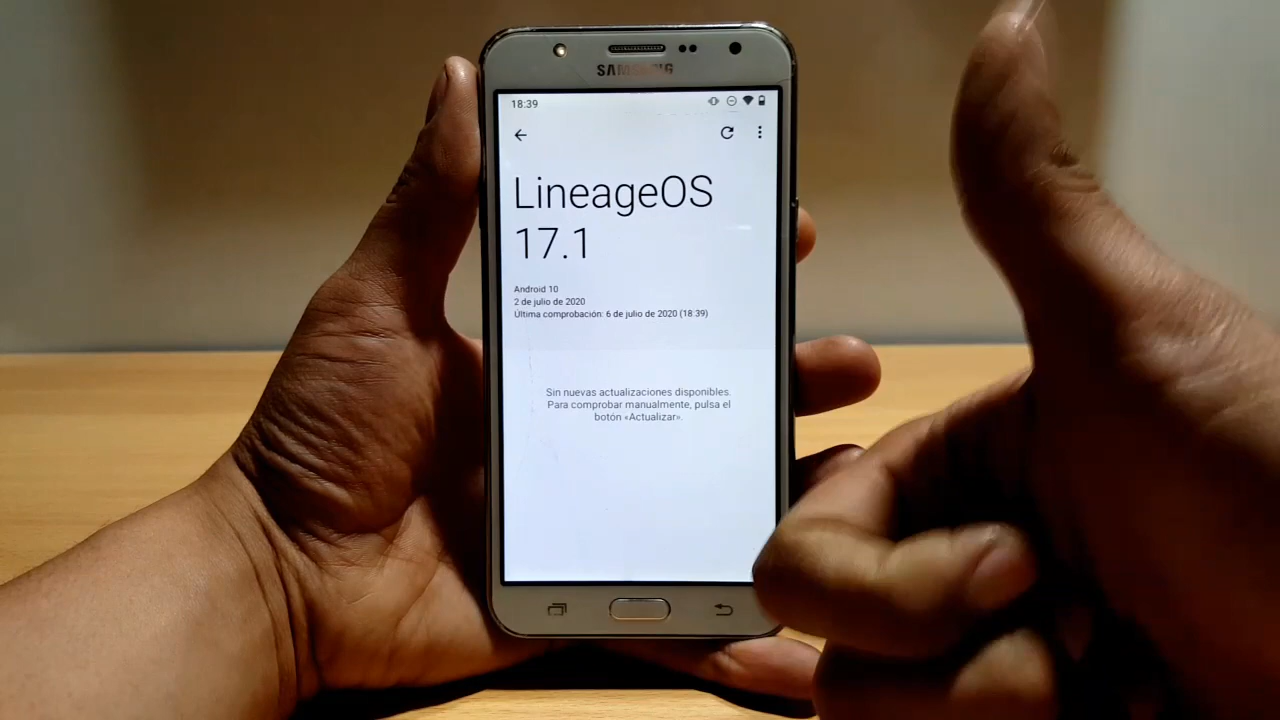 SAMSUNG
18:39
LineageOS
17.1
Android 10
2 de julio de 2020
Última comprobación: 6 de julio de 2020 (18:39)
Sin nuevas actualizaciones disponibles.
Para comprobar manualmente, pulsa el
botón «Actualizar».